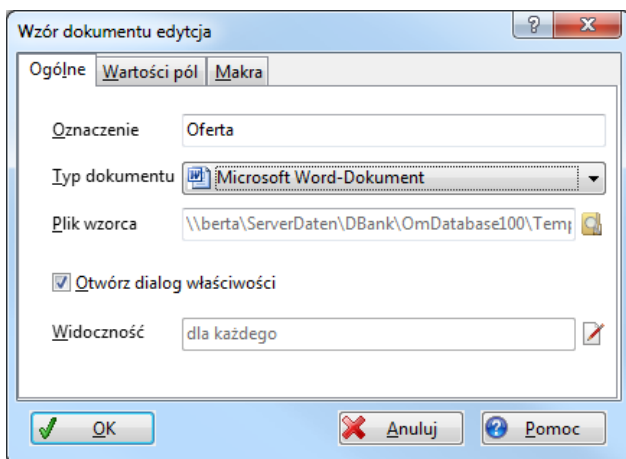 Wzór dokumentu edytcja
Ogólne Wartości pól Makra
Oznaczenie Oferta
Typ dokumentu Microsoft Word-Dokument
Plik wzorca \\berta\ServerDaten\DBank\OmDatabase100\Temp
Otwórz dialog właściwości
Widoczność dla każdego
OK Anuluj Pomoc